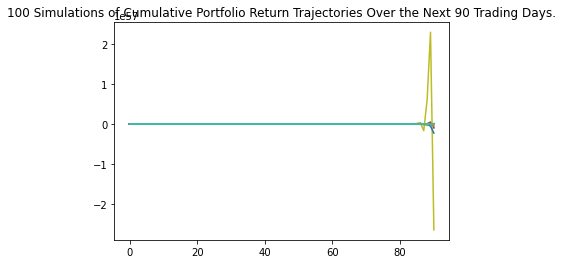 100 Simulations of Cumulative Portfolio Return Trajectories Over the Next 90 Trading Days.
1e57
2
1
0
−1
−2
0 20 40 60 80